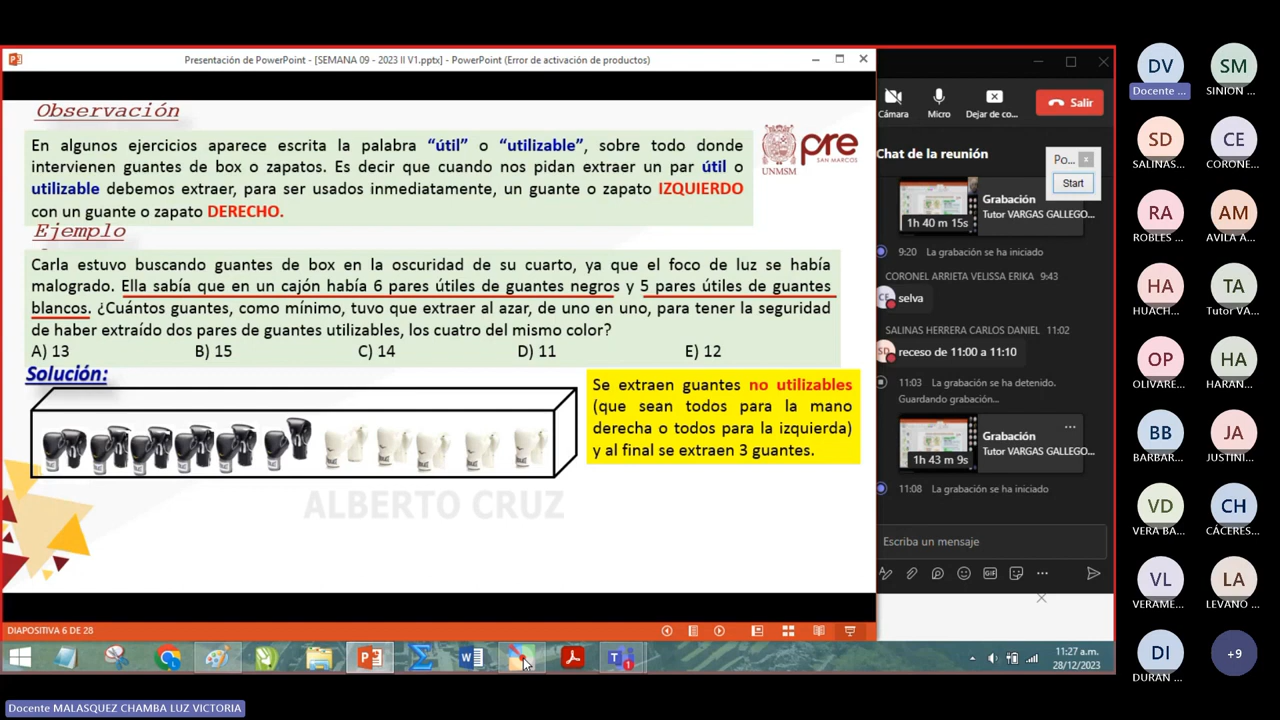 Presentación de PowerPoint - [SEMANA 09 - 2023 II V1.pptx] - PowerPoint (Error de activación de productos)
Observación
En algunos ejercicios aparece escrita la palabra “útil” o “utilizable”, sobre todo donde
intervienen guantes de box o zapatos. Es decir que cuando nos pidan extraer un par útil o
utilizable debemos extraer, para ser usados inmediatamente, un guante o zapato IZQUIERDO
con un guante o zapato DERECHO.
pre
SAN MARCOS
UNMSM
Ejemplo
Carla estuvo buscando guantes de box en la oscuridad de su cuarto, ya que el foco de luz se había
malogrado. Ella sabía que en un cajón había 6 pares útiles de guantes negros y 5 pares útiles de guantes
blancos. ¿Cuántos guantes, como mínimo, tuvo que extraer al azar, de uno en uno, para tener la seguridad
de haber extraído dos pares de guantes utilizables, los cuatro del mismo color?
A) 13 B) 15 C) 14 D) 11 E) 12
Solución:
Se extraen guantes no utilizables
(que sean todos para la mano
derecha o todos para la izquierda)
y al final se extraen 3 guantes.
ALBERTO CRUZ
DIAPOSITIVA 6 DE 28
Cámara
Micro
Dejar de co...
Salir
Chat de la reunión
Po...
Start
Grabación
1h 40 m 15s
Tutor VARGAS GALLEGO...
9:20 La grabación se ha iniciado
CORONEL ARRIETA VELISSA ERIKA 9:43
CE
selva
SALINAS HERRERA CARLOS DANIEL 11:02
SD
receso de 11:00 a 11:10
11:03 La grabación se ha detenido.
Guardando grabación...
Grabación
1h 43 m 9s
Tutor VARGAS GALLEGO...
11:08 La grabación se ha iniciado
Escriba un mensaje
GIF
11:27 a.m.
28/12/2023
DV
Docente ...
SM
SINION ...
SD
SALINAS...
CE
CORONE...
RA
ROBLES ...
AM
AVILA A...
HA
HUACH...
TA
Tutor VA...
OP
OLIVARE...
HA
HARAN...
BB
BARBAR...
JA
JUSTINI...
VD
VERA BA...
CH
CÁCERES...
VL
VERAME...
LA
LEVANO ...
DI
DURAN ...
+9
Docente MALASQUEZ CHAMBA LUZ VICTORIA